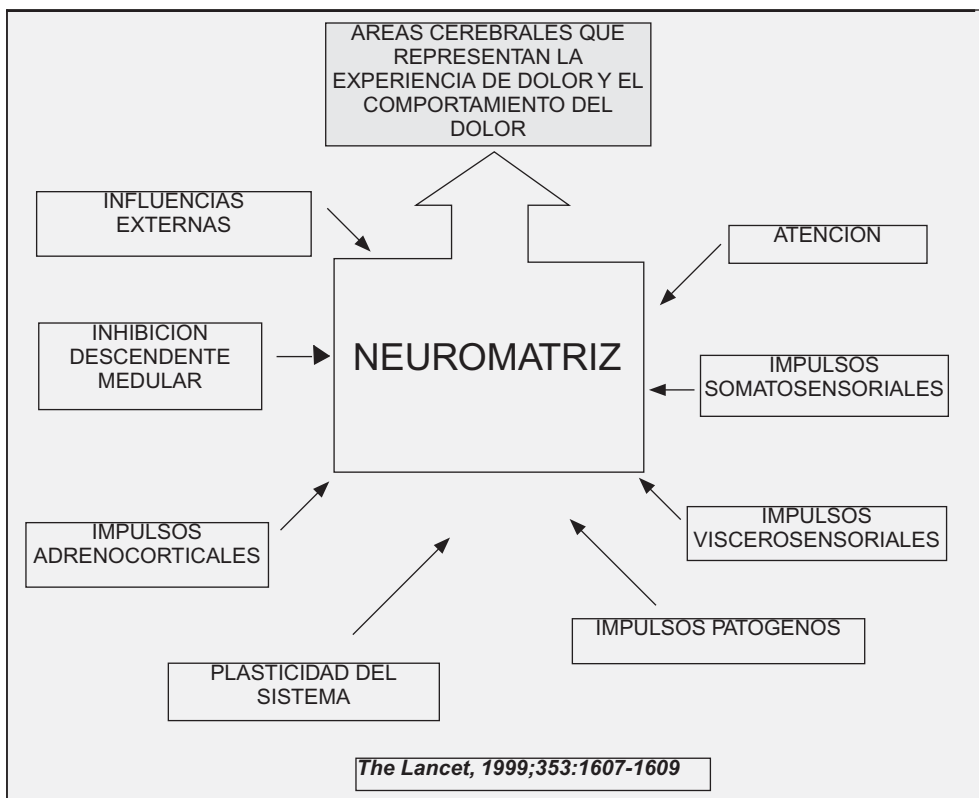 AREAS CEREBRALES QUE
REPRESENTAN LA
EXPERIENCIA DE DOLOR Y EL
COMPORTAMIENTO DEL
DOLOR
INFLUENCIAS
EXTERNAS
ATENCION
INHIBICION
DESCENDENTE
MEDULAR
NEUROMATRIZ
IMPULSOS
SOMATOSENSORIALES
IMPULSOS
ADRENOCORTICALES
IMPULSOS
VISCEROSENSORIALES
IMPULSOS PATOGENOS
PLASTICIDAD DEL
SISTEMA
The Lancet, 1999;353:1607-1609